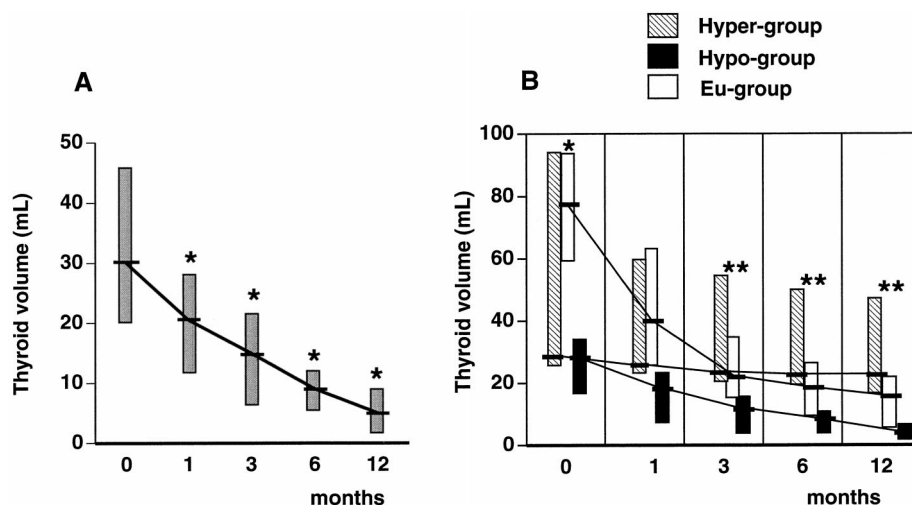 Hyper-group
Hypo-group
Eu-group
A
50
40
30
20
10
0
Thyroid volume (mL)
*
*
*
*
0 1 3 6 12
months
B
100
80
60
40
20
0
Thyroid volume (mL)
*
**
**
**
0 1 3 6 12
months